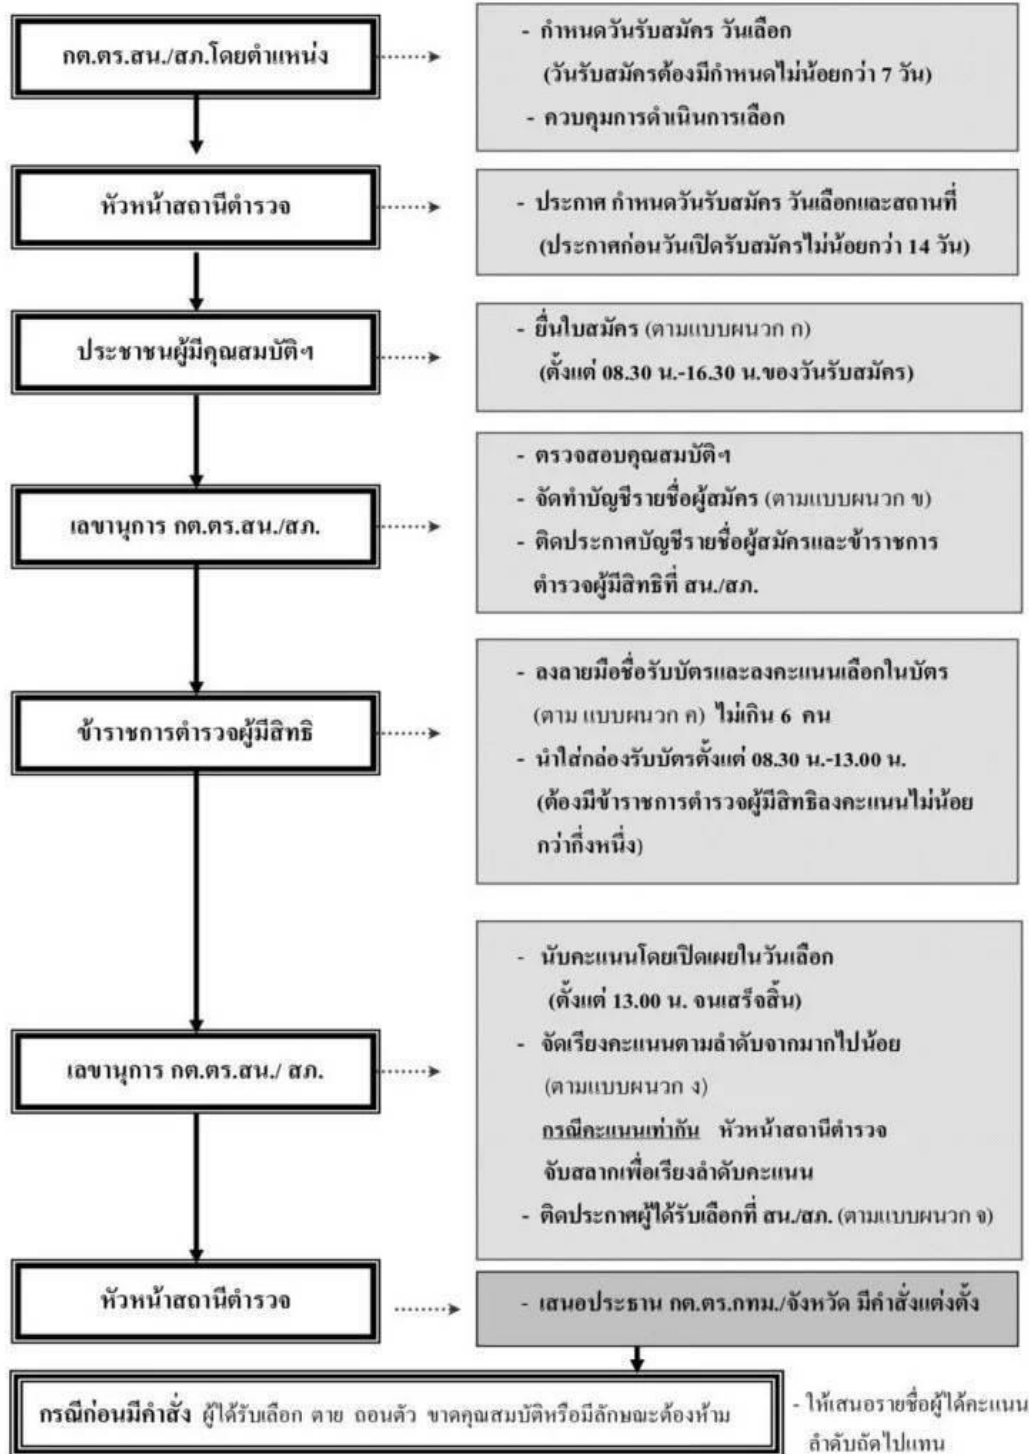 กต.ตร.สน./สภ.โดยตำแหน่ง
- กำหนดวันรับสมัคร วันเลือก
(วันรับสมัครต้องมีกำหนดไม่น้อยกว่า 7 วัน)
- ควบคุมการดำเนินการเลือก
หัวหน้าสถานีตำรวจ
- ประกาศ กำหนดวันรับสมัคร วันเลือกและสถานที่
(ประกาศก่อนวันเปิดรับสมัครไม่น้อยกว่า 14 วัน)
ประชาชนผู้มีคุณสมบัติฯ
- ยื่นใบสมัคร (ตามแบบผนวก ก)
(ตั้งแต่ 08.30 น.-16.30 น.ของวันรับสมัคร)
เลขานุการ กต.ตร.สน./สภ.
- ตรวจสอบคุณสมบัติฯ
- จัดทำบัญชีรายชื่อผู้สมัคร (ตามแบบผนวก ข)
- ติดประกาศบัญชีรายชื่อผู้สมัครและข้าราชการ
ตำรวจผู้มีสิทธิที่ สน./สภ.
ข้าราชการตำรวจผู้มีสิทธิ
- ลงลายมือชื่อรับบัตรและลงคะแนนเลือกในบัตร
(ตาม แบบผนวก ค) ไม่เกิน 6 คน
- นำใส่กล่องรับบัตรตั้งแต่ 08.30 น.-13.00 น.
(ต้องมีข้าราชการตำรวจผู้มีสิทธิลงคะแนนไม่น้อย
กว่ากึ่งหนึ่ง)
เลขานุการ กต.ตร.สน./ สภ.
- นับคะแนนโดยเปิดเผยในวันเลือก
(ตั้งแต่ 13.00 น. จนเสร็จสิ้น)
- จัดเรียงคะแนนตามลำดับจากมากไปน้อย
(ตามแบบผนวก ง)
กรณีคะแนนเท่ากัน หัวหน้าสถานีตำรวจ
จับสลากเพื่อเรียงลำดับคะแนน
- ติดประกาศผู้ได้รับเลือกที่ สน./สภ. (ตามแบบผนวก จ)
หัวหน้าสถานีตำรวจ
- เสนอประธาน กต.ตร.กทม./จังหวัด มีคำสั่งแต่งตั้ง
กรณีก่อนมีคำสั่ง ผู้ได้รับเลือก ตาย ถอนตัว ขาดคุณสมบัติหรือมีลักษณะต้องห้าม
- ให้เสนอรายชื่อผู้ได้คะแนน
ลำดับถัดไปแทน